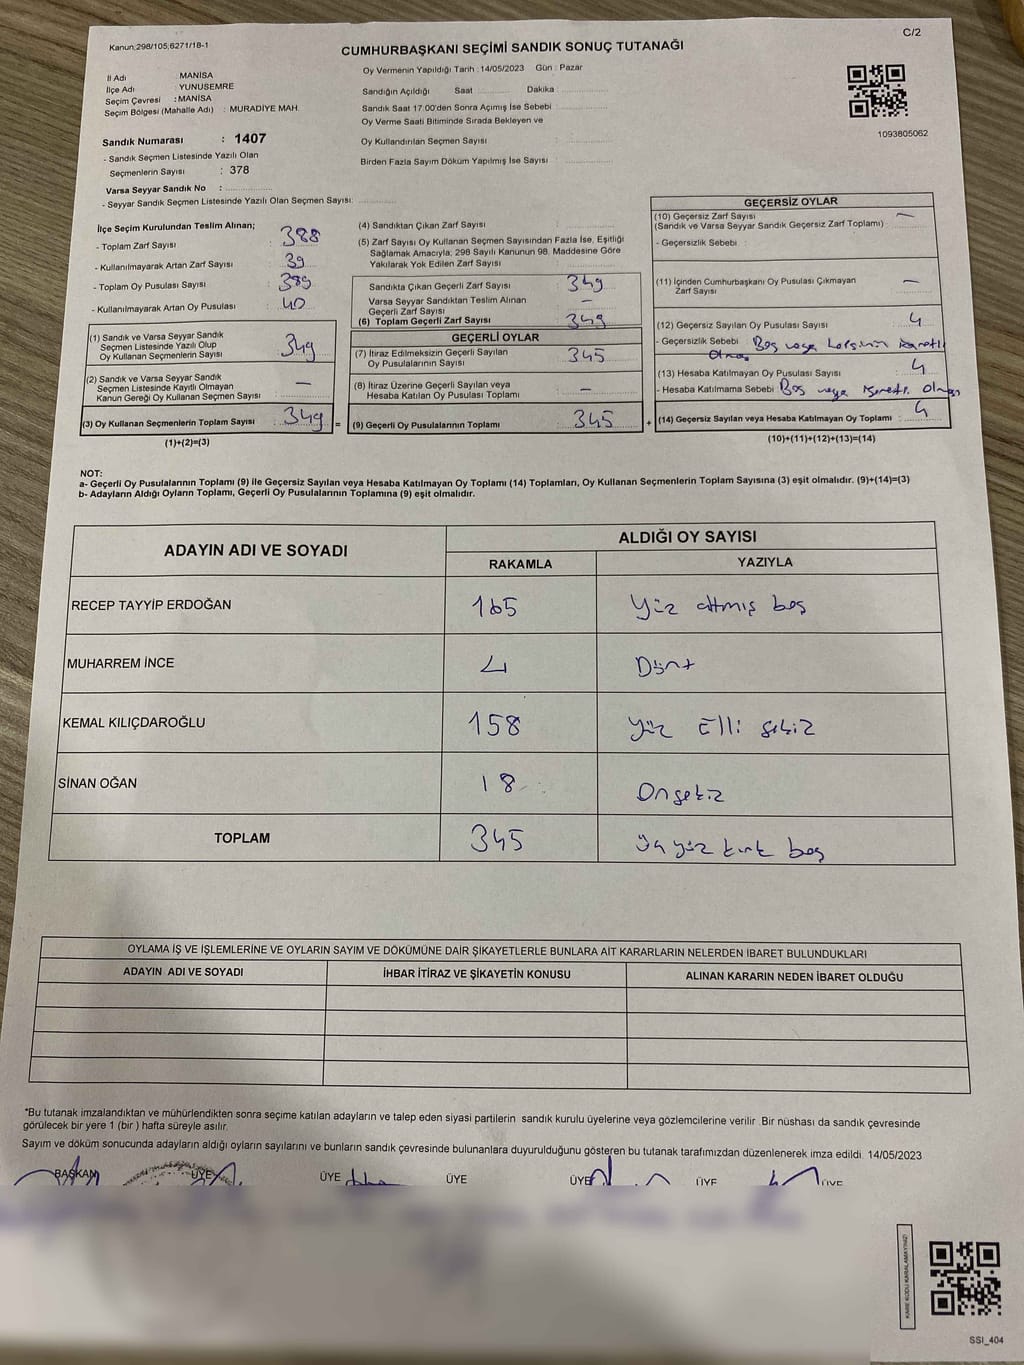 Kanun:298/105;6271/18-1
C/2
CUMHURBAŞKANI SEÇİMİ SANDIK SONUÇ TUTANAĞI
İl Adı : MANİSA
İlçe Adı : YUNUSEMRE
Seçim Çevresi : MANİSA
Seçim Bölgesi (Mahalle Adı) : MURADİYE MAH.
Oy Vermenin Yapıldığı Tarih : 14/05/2023 Gün : Pazar
Sandığın Açıldığı Saat : Dakika :
Sandık Saat 17.00'den Sonra Açımış İse Sebebi :
Oy Verme Saati Bitiminde Sırada Bekleyen ve
Oy Kullandırılan Seçmen Sayısı :
Birden Fazla Sayım Döküm Yapılmış İse Sayısı :
1093805062
Sandık Numarası : 1407
- Sandık Seçmen Listesinde Yazılı Olan
Seçmenlerin Sayısı : 378
Varsa Seyyar Sandık No :
- Seyyar Sandık Seçmen Listesinde Yazılı Olan Seçmen Sayısı:
İlçe Seçim Kurulundan Teslim Alınan;
- Toplam Zarf Sayısı : 388
- Kullanılmayarak Artan Zarf Sayısı : 39
- Toplam Oy Pusulası Sayısı : 389
- Kullanılmayarak Artan Oy Pusulası : 40
(1) Sandık ve Varsa Seyyar Sandık
Seçmen Listesinde Yazılı Olup
Oy Kullanan Seçmenlerin Sayısı : 349
(2) Sandık ve Varsa Seyyar Sandık
Seçmen Listesinde Kayıtlı Olmayan
Kanun Gereği Oy Kullanan Seçmen Sayısı : —
(3) Oy Kullanan Seçmenlerin Toplam Sayısı : 349
(1)+(2)=(3)
=
(4) Sandıktan Çıkan Zarf Sayısı :
(5) Zarf Sayısı Oy Kullanan Seçmen Sayısından Fazla İse, Eşitliği
Sağlamak Amacıyla, 298 Sayılı Kanunun 98. Maddesine Göre
Yakılarak Yok Edilen Zarf Sayısı :
Sandıkta Çıkan Geçerli Zarf Sayısı : 349
Varsa Seyyar Sandıktan Teslim Alınan
Geçerli Zarf Sayısı : —
(6) Toplam Geçerli Zarf Sayısı : 349
GEÇERLİ OYLAR
(7) İtiraz Edilmeksizin Geçerli Sayılan
Oy Pusulalarının Sayısı : 345
(8) İtiraz Üzerine Geçerli Sayılan veya
Hesaba Katılan Oy Pusulası Toplamı : —
(9) Geçerli Oy Pusulalarının Toplamı : 345
+
GEÇERSİZ OYLAR
(10) Geçersiz Zarf Sayısı : —
(Sandık ve Varsa Seyyar Sandık Geçersiz Zarf Toplamı)
- Geçersizlik Sebebi :
(11) İçinden Cumhurbaşkanı Oy Pusulası Çıkmayan
Zarf Sayısı : —
(12) Geçersiz Sayılan Oy Pusulası Sayısı : 4
- Geçersizlik Sebebi : Boş veya
(13) Hesaba Katılmayan Oy Pusulası Sayısı : 4
- Hesaba Katılmama Sebebi : Boş veya
(14) Geçersiz Sayılan veya Hesaba Katılmayan Oy Toplamı : 4
(10)+(11)+(12)+(13)=(14)
NOT:
a- Geçerli Oy Pusulalarının Toplamı (9) ile Geçersiz Sayılan veya Hesaba Katılmayan Oy Toplamı (14) Toplamları, Oy Kullanan Seçmenlerin Toplam Sayısına (3) eşit olmalıdır. (9)+(14)=(3)
b- Adayların Aldığı Oyların Toplamı, Geçerli Oy Pusulalarının Toplamına (9) eşit olmalıdır.
ADAYIN ADI VE SOYADI
ALDIĞI OY SAYISI
RAKAMLA YAZIYLA
RECEP TAYYİP ERDOĞAN 165 Yüz altmış beş
MUHARREM İNCE 4 Dört
KEMAL KILIÇDAROĞLU 158 Yüz Elli sekiz
SİNAN OĞAN 18 Onsekiz
TOPLAM 345 üç yüz kırk beş
OYLAMA İŞ VE İŞLEMLERİNE VE OYLARIN SAYIM VE DÖKÜMÜNE DAİR ŞİKAYETLERLE BUNLARA AİT KARARLARIN NELERDEN İBARET BULUNDUKLARI
ADAYIN ADI VE SOYADI İHBAR İTİRAZ VE ŞİKAYETİN KONUSU ALINAN KARARIN NEDEN İBARET OLDUĞU
*Bu tutanak imzalandıktan ve mühürlendikten sonra seçime katılan adayların ve talep eden siyasi partilerin sandık kurulu üyelerine veya gözlemcilerine verilir. Bir nüshası da sandık çevresinde
görülecek bir yere 1 (bir ) hafta süreyle asılır.
Sayım ve döküm sonucunda adayların aldığı oyların sayılarını ve bunların sandık çevresinde bulunanlara duyurulduğunu gösteren bu tutanak tarafımızdan düzenlenerek imza edildi. 14/05/2023
BAŞKAN ÜYE ÜYE ÜYE ÜYE ÜYE ÜYE
KARE KODU KARALAMAYINIZ!
SSI_404